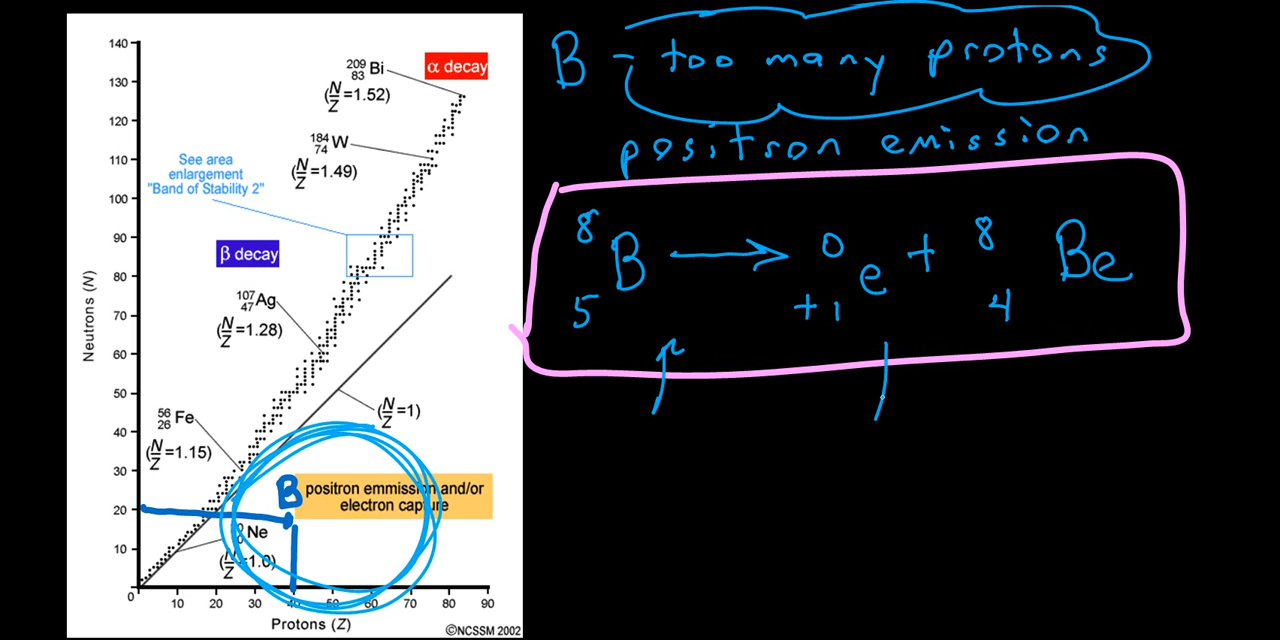 140
130
120
110
100
90
80
70
60
50
40
30
20
10
0
10
20
30
40
50
60
70
80
90
Neutrons (N)
Protons (Z)
©NCSSM 2002
209
83 Bi
(N/Z =1.52)
α decay
184
74 W
(N/Z =1.49)
See area
enlargement
"Band of Stability 2"
β decay
107
47 Ag
(N/Z =1.28)
56
26 Fe
(N/Z =1.15)
(N/Z =1)
B
positron emmission and/or
electron capture
Ne
=1.0)
B - too many protons
positron emission
8 0 8
B → e + Be
5 +1 4